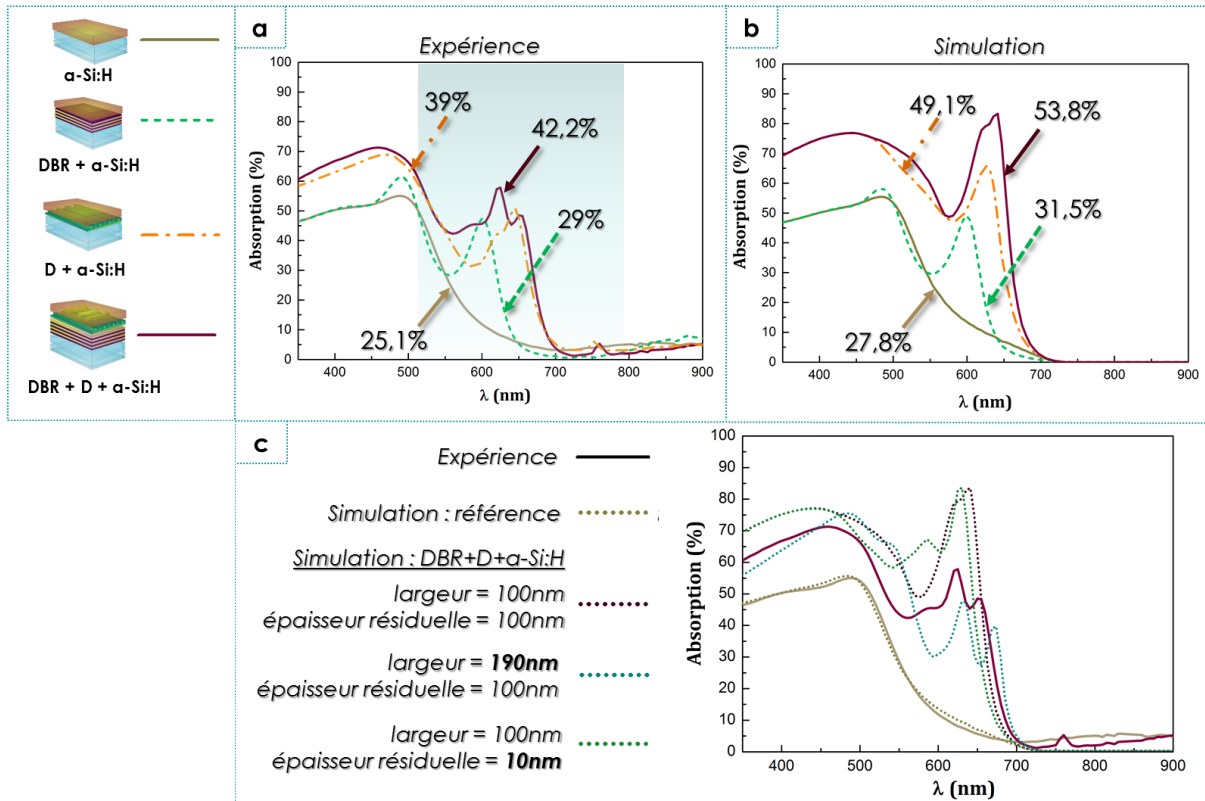 a-Si:H
DBR + a-Si:H
D + a-Si:H
DBR + D + a-Si:H
a
Expérience
Absorption (%)
100
90
80
70
60
50
40
30
20
10
0
39%
42,2%
29%
25,1%
400 500 600 700 800 900
λ (nm)
b
Simulation
Absorption (%)
100
90
80
70
60
50
40
30
20
10
0
49,1%
53,8%
31,5%
27,8%
400 500 600 700 800 900
λ (nm)
c
Expérience
Simulation : référence
Simulation : DBR+D+a-Si:H
largeur = 100nm
épaisseur résiduelle = 100nm
largeur = 190nm
épaisseur résiduelle = 100nm
largeur = 100nm
épaisseur résiduelle = 10nm
Absorption (%)
100
90
80
70
60
50
40
30
20
10
0
400 500 600 700 800 900
λ (nm)